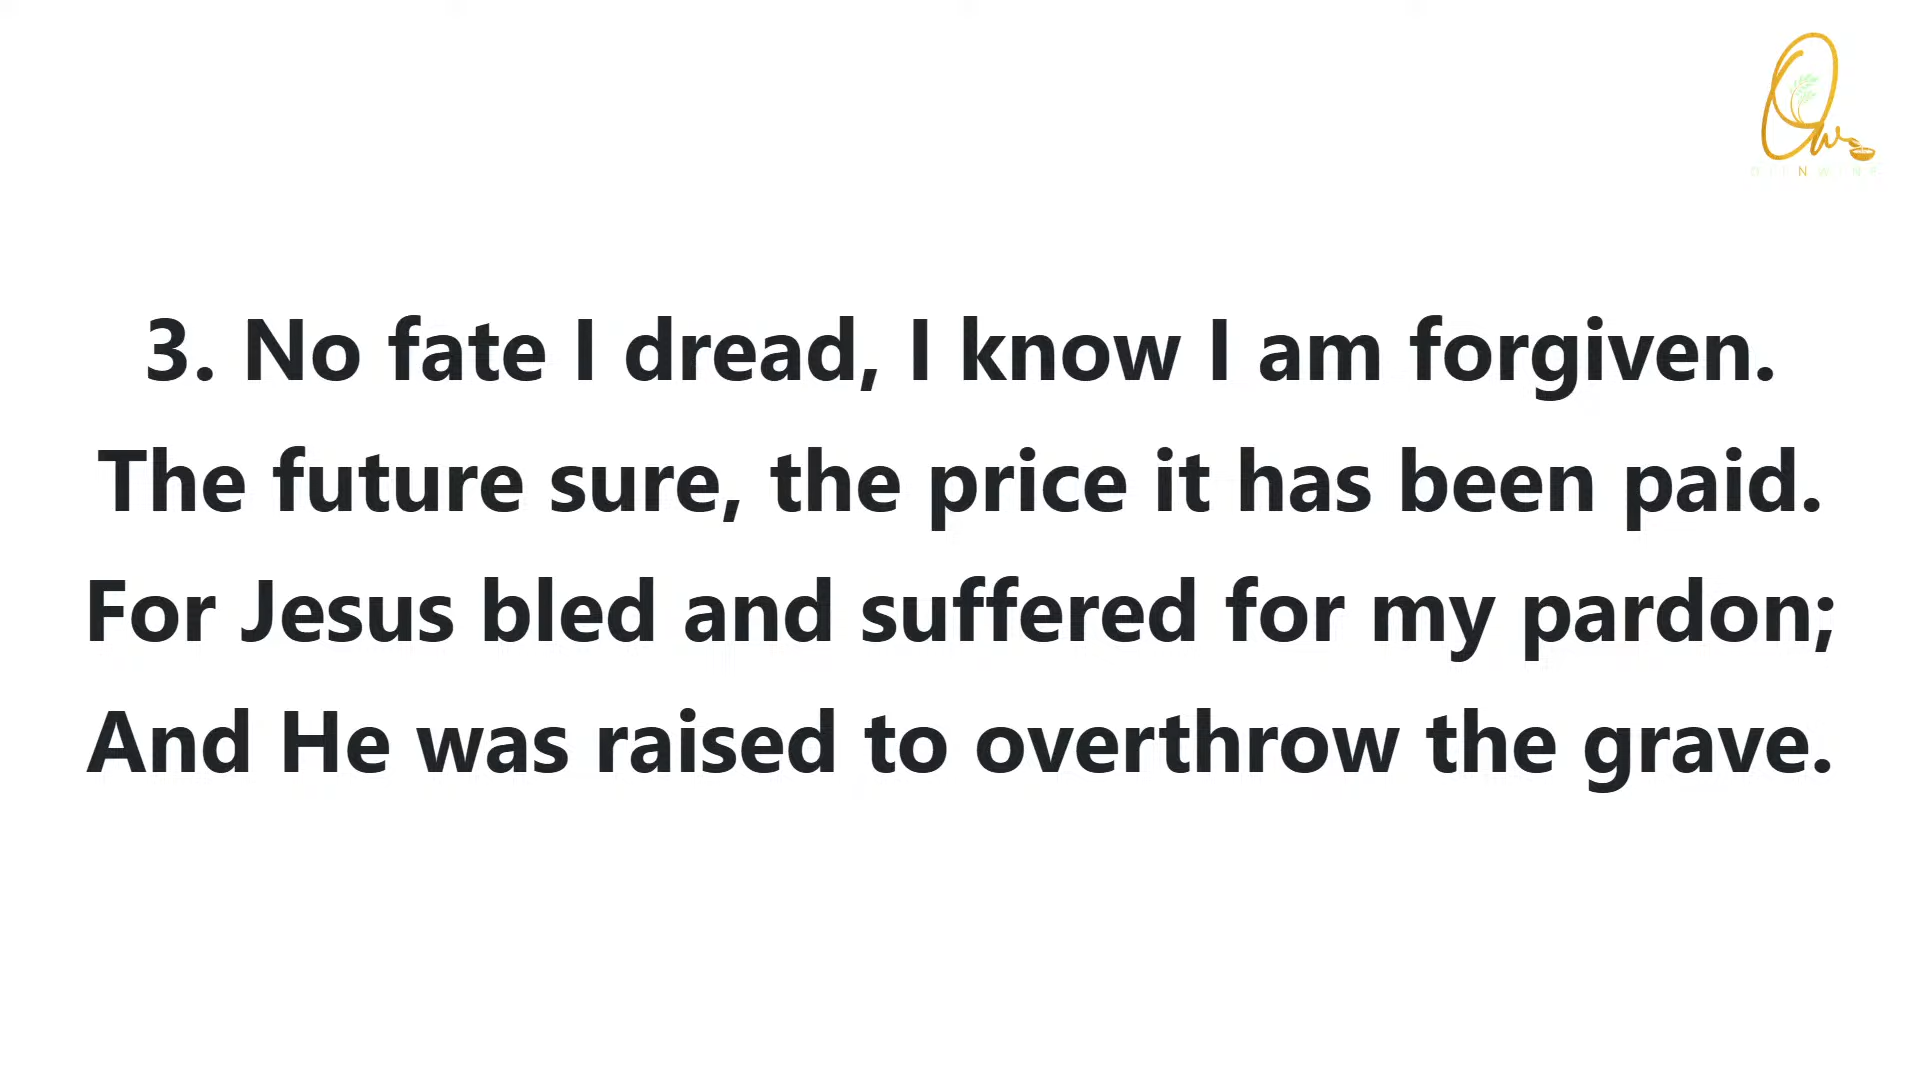 3. No fate I dread, I know I am forgiven.
The future sure, the price it has been paid.
For Jesus bled and suffered for my pardon;
And He was raised to overthrow the grave.